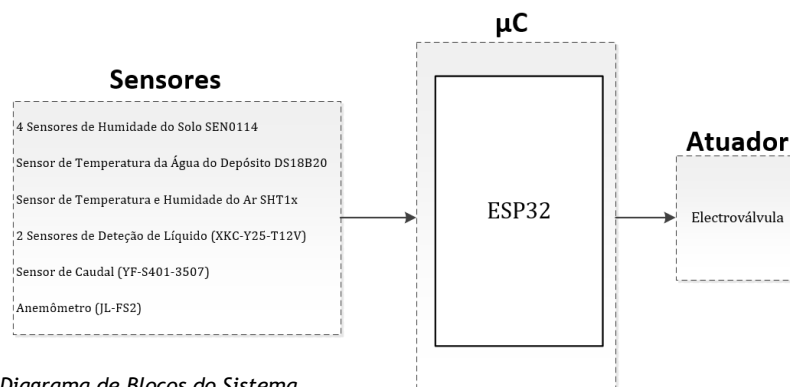 µC
Sensores
4 Sensores de Humidade do Solo SEN0114
Sensor de Temperatura da Água do Depósito DS18B20
Sensor de Temperatura e Humidade do Ar SHT1x
2 Sensores de Deteção de Líquido (XKC-Y25-T12V)
Sensor de Caudal (YF-S401-3507)
Anemômetro (JL-FS2)
ESP32
Atuador
Electroválvula
Diagrama de Blocos do Sistema